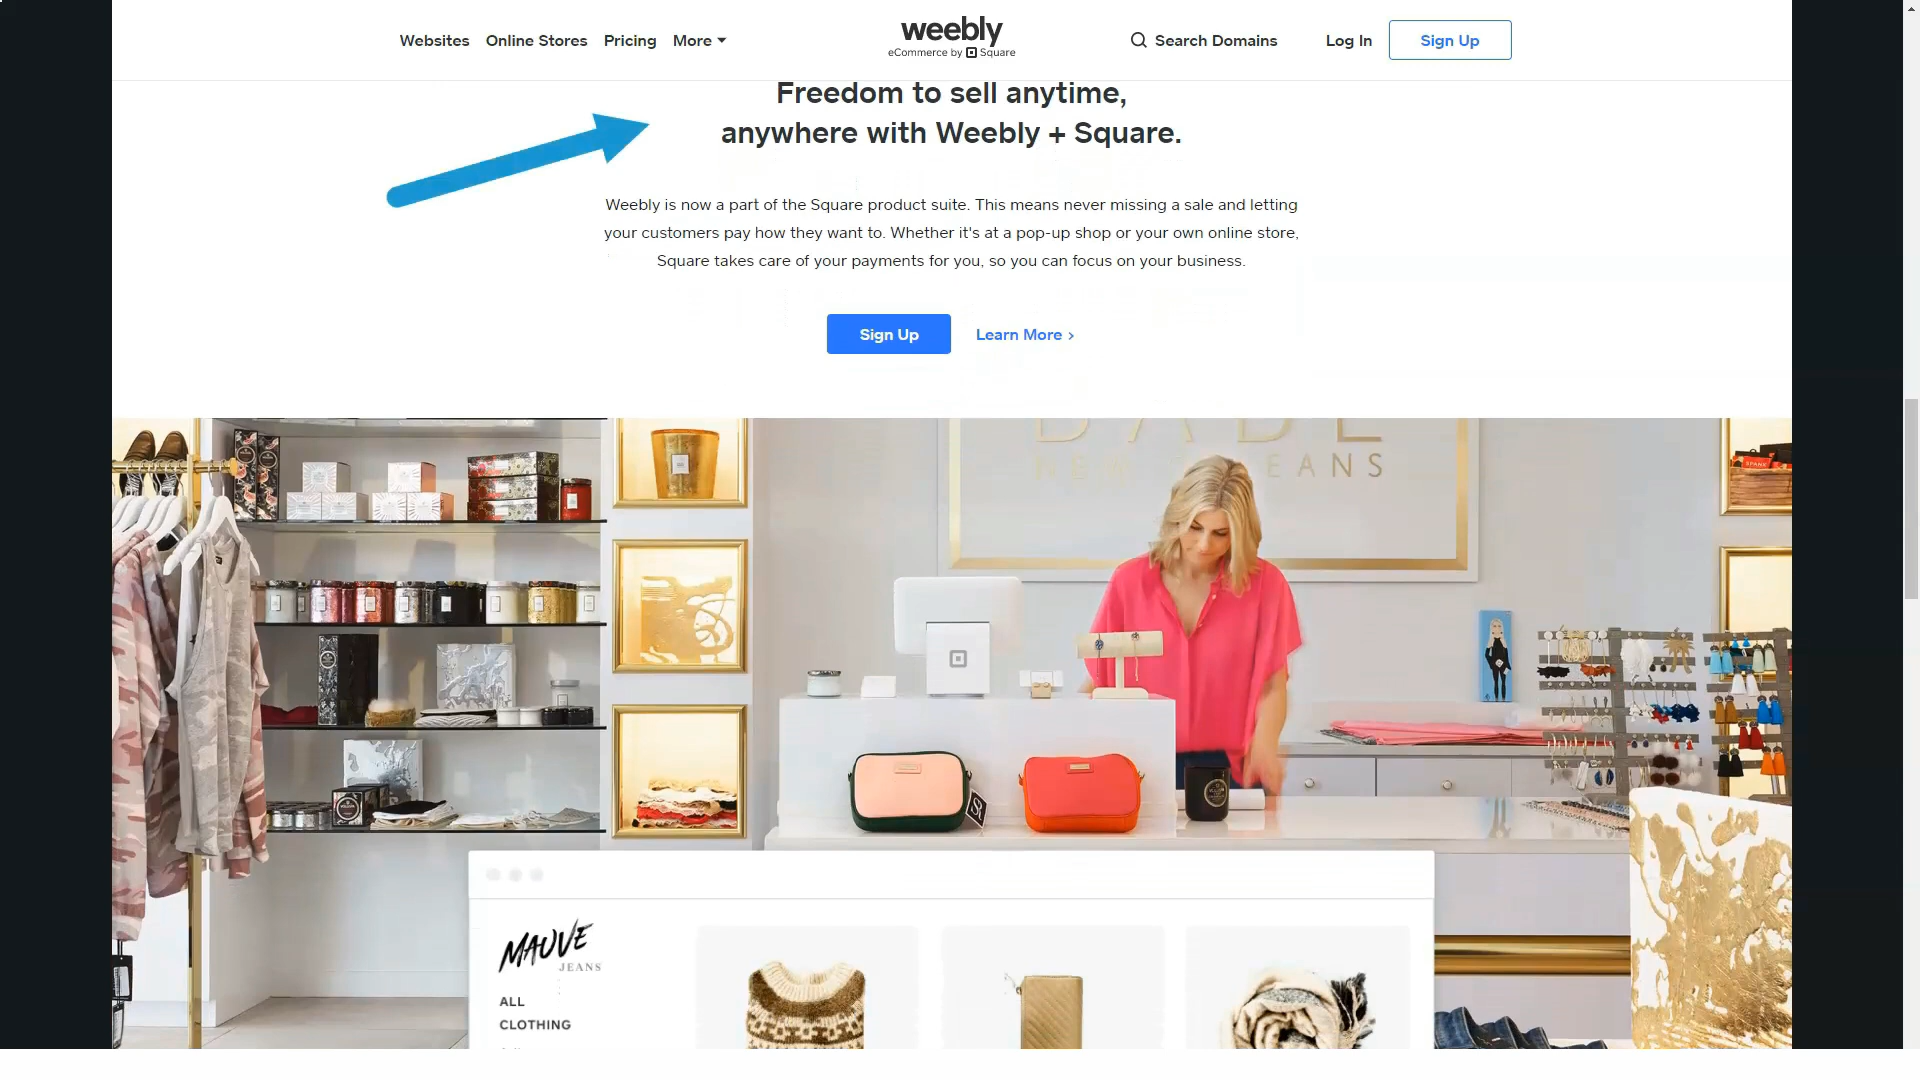 Websites Online Stores Pricing More
weebly
eCommerce by Square
Search Domains
Log In
Sign Up
Freedom to sell anytime,
anywhere with Weebly + Square.
Weebly is now a part of the Square product suite. This means never missing a sale and letting
your customers pay how they want to. Whether it's at a pop-up shop or your own online store,
Square takes care of your payments for you, so you can focus on your business.
Sign Up
Learn More ›
SPANX
MAUVE
JEANS
ALL
CLOTHING